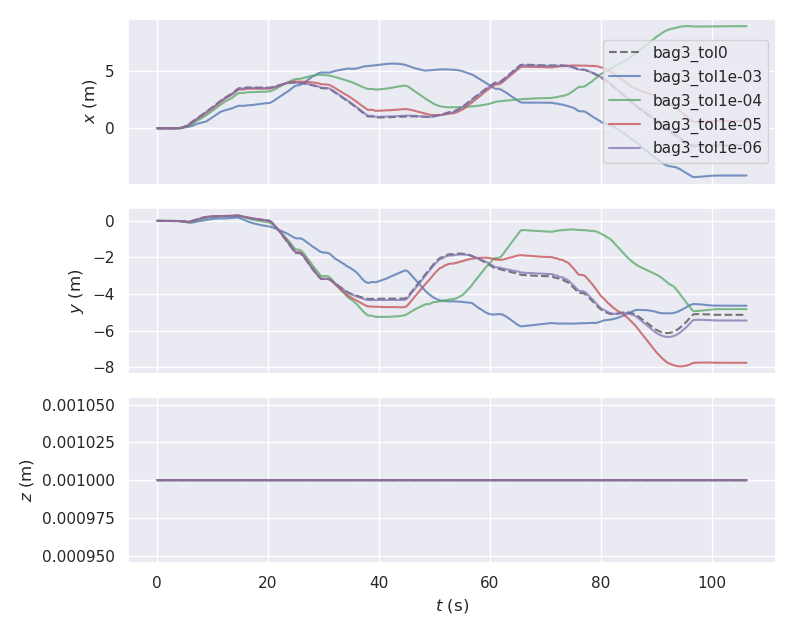 5
0
x (m)
bag3_tol0
bag3_tol1e-03
bag3_tol1e-04
bag3_tol1e-05
bag3_tol1e-06
0
−2
−4
−6
−8
y (m)
0.001050
0.001025
0.001000
0.000975
0.000950
z (m)
0 20 40 60 80 100
t (s)